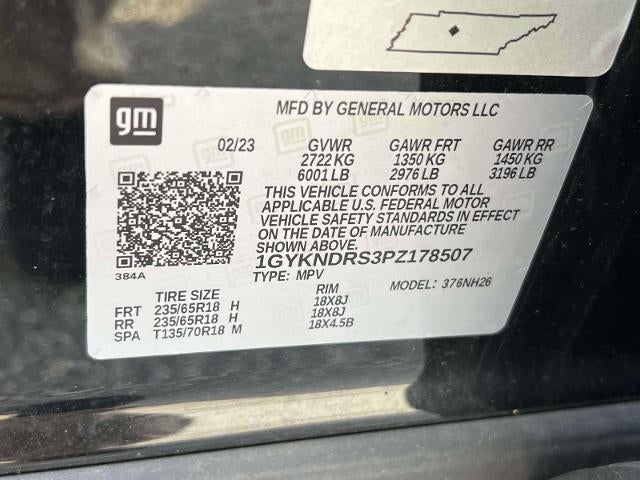 gm
MFD BY GENERAL MOTORS LLC
02/23 GVWR GAWR FRT GAWR RR
2722 KG 1350 KG 1450 KG
6001 LB 2976 LB 3196 LB
THIS VEHICLE CONFORMS TO ALL
APPLICABLE U.S. FEDERAL MOTOR
VEHICLE SAFETY STANDARDS IN EFFECT
ON THE DATE OF MANUFACTURE
SHOWN ABOVE.
1GYKNDRS3PZ178507
384A TYPE: MPV MODEL: 376NH26
TIRE SIZE RIM
FRT 235/65R18 H 18X8J
RR 235/65R18 H 18X8J
SPA T135/70R18 M 18X4.5B